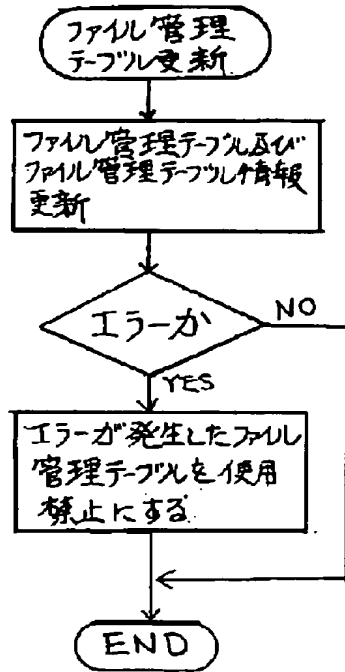 ファイル管理
テーブル更新
ファイル管理テーブル及び
ファイル管理テーブル情報
更新
エラーか
NO
YES
エラーが発生したファイル
管理テーブルを使用
禁止にする
END